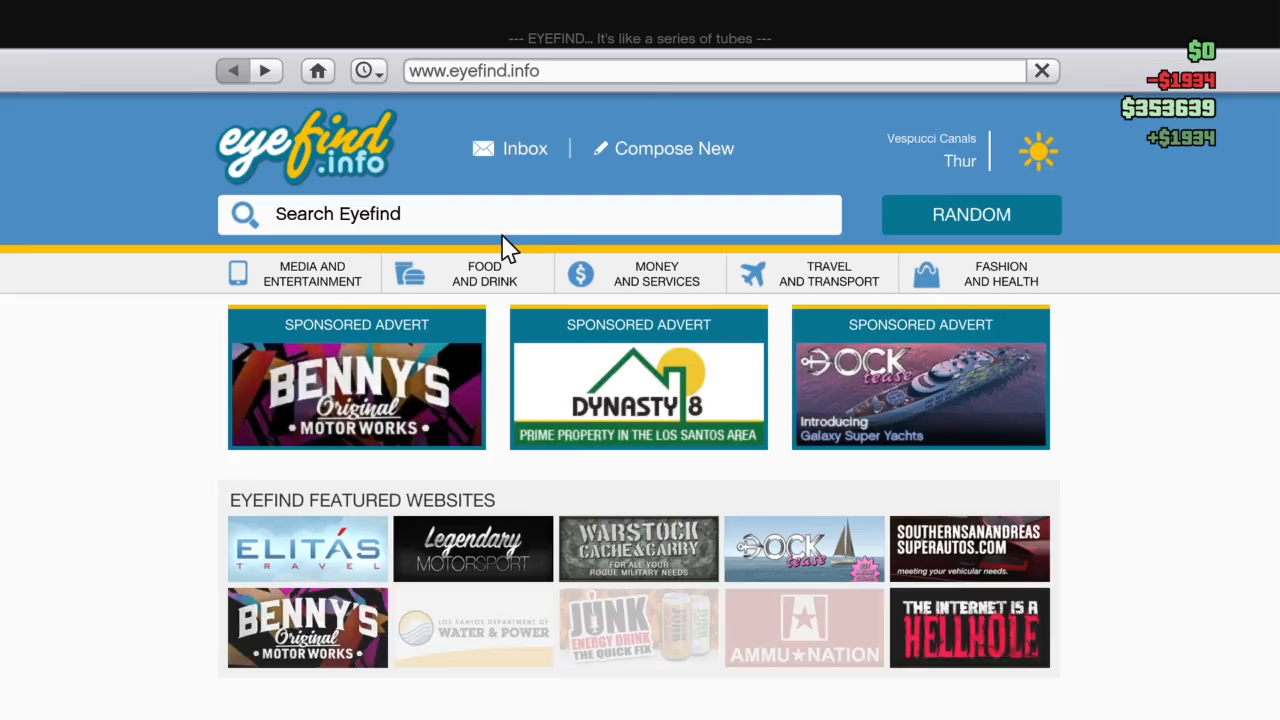 --- EYEFIND... It's like a series of tubes ---
$0
www.eyefind.info
-$1934
$353639
+$1934
eyefind
.info
Inbox
Compose New
Vespucci Canals
Thur
Search Eyefind
RANDOM
MEDIA AND
ENTERTAINMENT
FOOD
AND DRINK
MONEY
AND SERVICES
TRAVEL
AND TRANSPORT
FASHION
AND HEALTH
SPONSORED ADVERT
BENNY'S
Original
• MOTOR WORKS •
SPONSORED ADVERT
DYNASTY 8
PRIME PROPERTY IN THE LOS SANTOS AREA
SPONSORED ADVERT
DOCK
tease
Introducing
Galaxy Super Yachts
EYEFIND FEATURED WEBSITES
ELITÁS
TRAVEL
Legendary
MOTORSPORT
WARSTOCK
CACHE & CARRY
FOR ALL YOUR
ROGUE MILITARY NEEDS
DOCK
tease
SOUTHERNSANANDREAS
SUPERAUTOS.COM
meeting your vehicular needs.
BENNY'S
Original
• MOTOR WORKS •
LOS SANTOS DEPARTMENT OF
WATER & POWER
JUNK
ENERGY DRINK
THE QUICK FIX
AMMU★NATION
THE INTERNET IS A
HELLHOLE